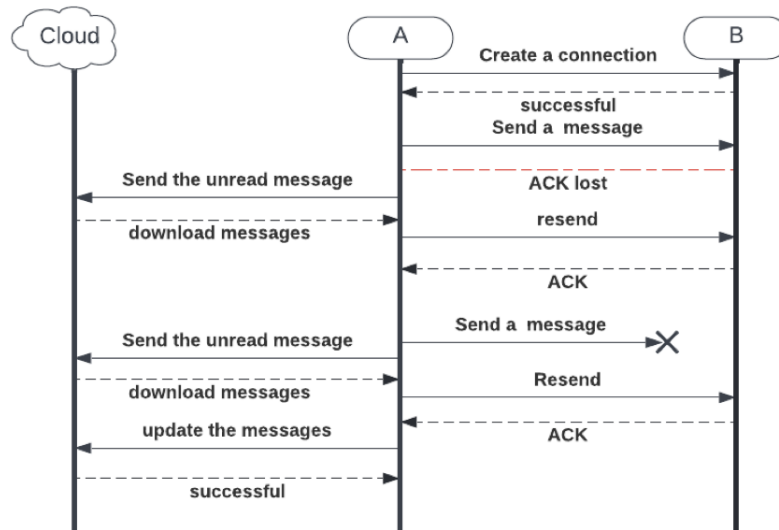 Cloud
A
B
Create a connection
successful
Send a message
ACK lost
Send the unread message
download messages
resend
ACK
Send a message
Send the unread message
download messages
Resend
ACK
update the messages
successful